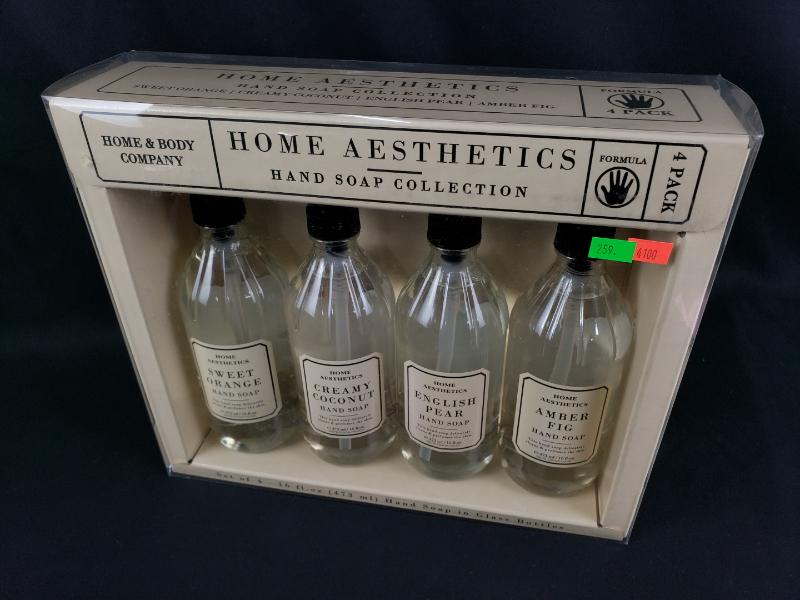 HOME AESTHETICS
HAND SOAP COLLECTION
SWEET ORANGE | CREAMY COCONUT | ENGLISH PEAR | AMBER FIG
FORMULA
4 PACK
HOME & BODY
COMPANY
HOME AESTHETICS
HAND SOAP COLLECTION
FORMULA
4 PACK
259.
4100
HOME
AESTHETICS
SWEET
ORANGE
HAND SOAP
HOME
AESTHETICS
CREAMY
COCONUT
HAND SOAP
HOME
AESTHETICS
ENGLISH
PEAR
HAND SOAP
HOME
AESTHETICS
AMBER
FIG
HAND SOAP
Set of 4 - 16 fl.oz (473 ml) Hand Soap in Glass Bottles